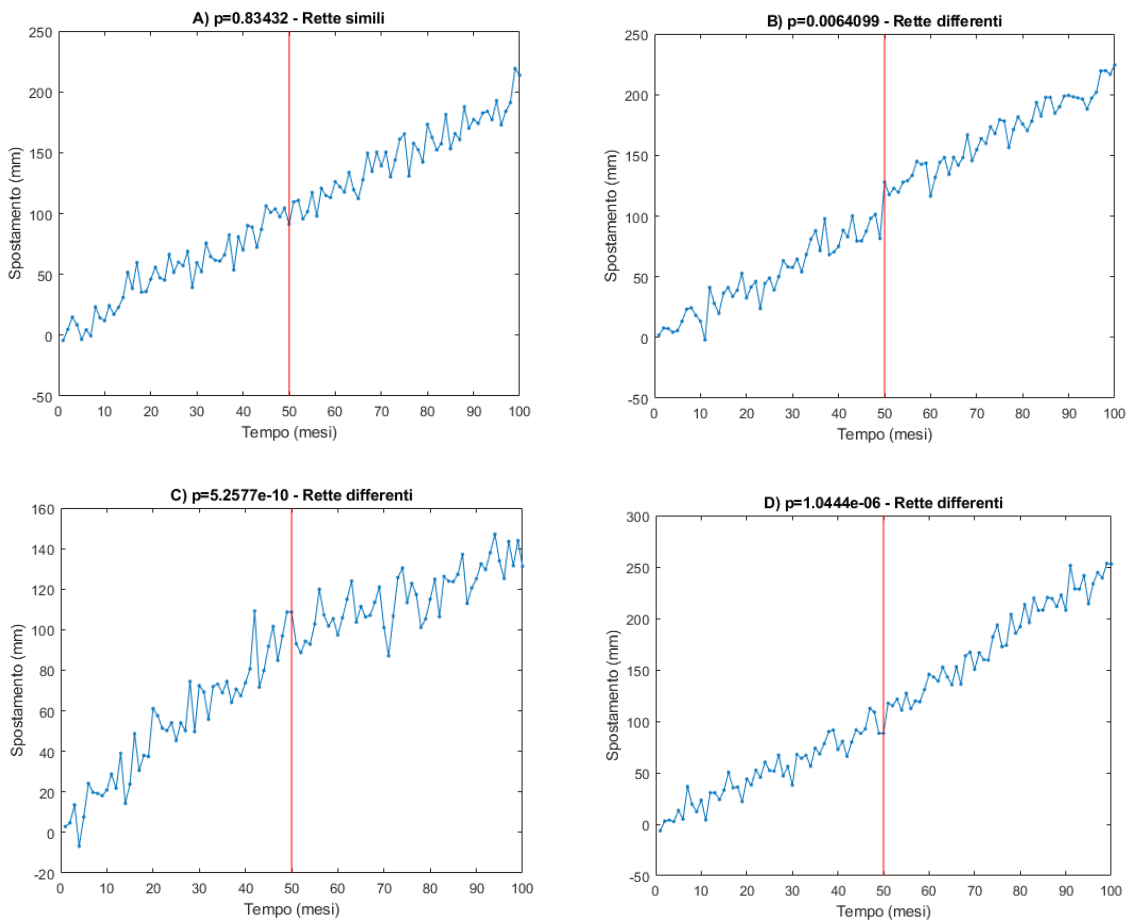 A) p=0.83432 - Rette simili
250
200
150
100
50
0
-50
Spostamento (mm)
0 10 20 30 40 50 60 70 80 90 100
Tempo (mesi)
B) p=0.0064099 - Rette differenti
250
200
150
100
50
0
-50
Spostamento (mm)
0 10 20 30 40 50 60 70 80 90 100
Tempo (mesi)
C) p=5.2577e-10 - Rette differenti
160
140
120
100
80
60
40
20
0
-20
Spostamento (mm)
0 10 20 30 40 50 60 70 80 90 100
Tempo (mesi)
D) p=1.0444e-06 - Rette differenti
300
250
200
150
100
50
0
-50
Spostamento (mm)
0 10 20 30 40 50 60 70 80 90 100
Tempo (mesi)